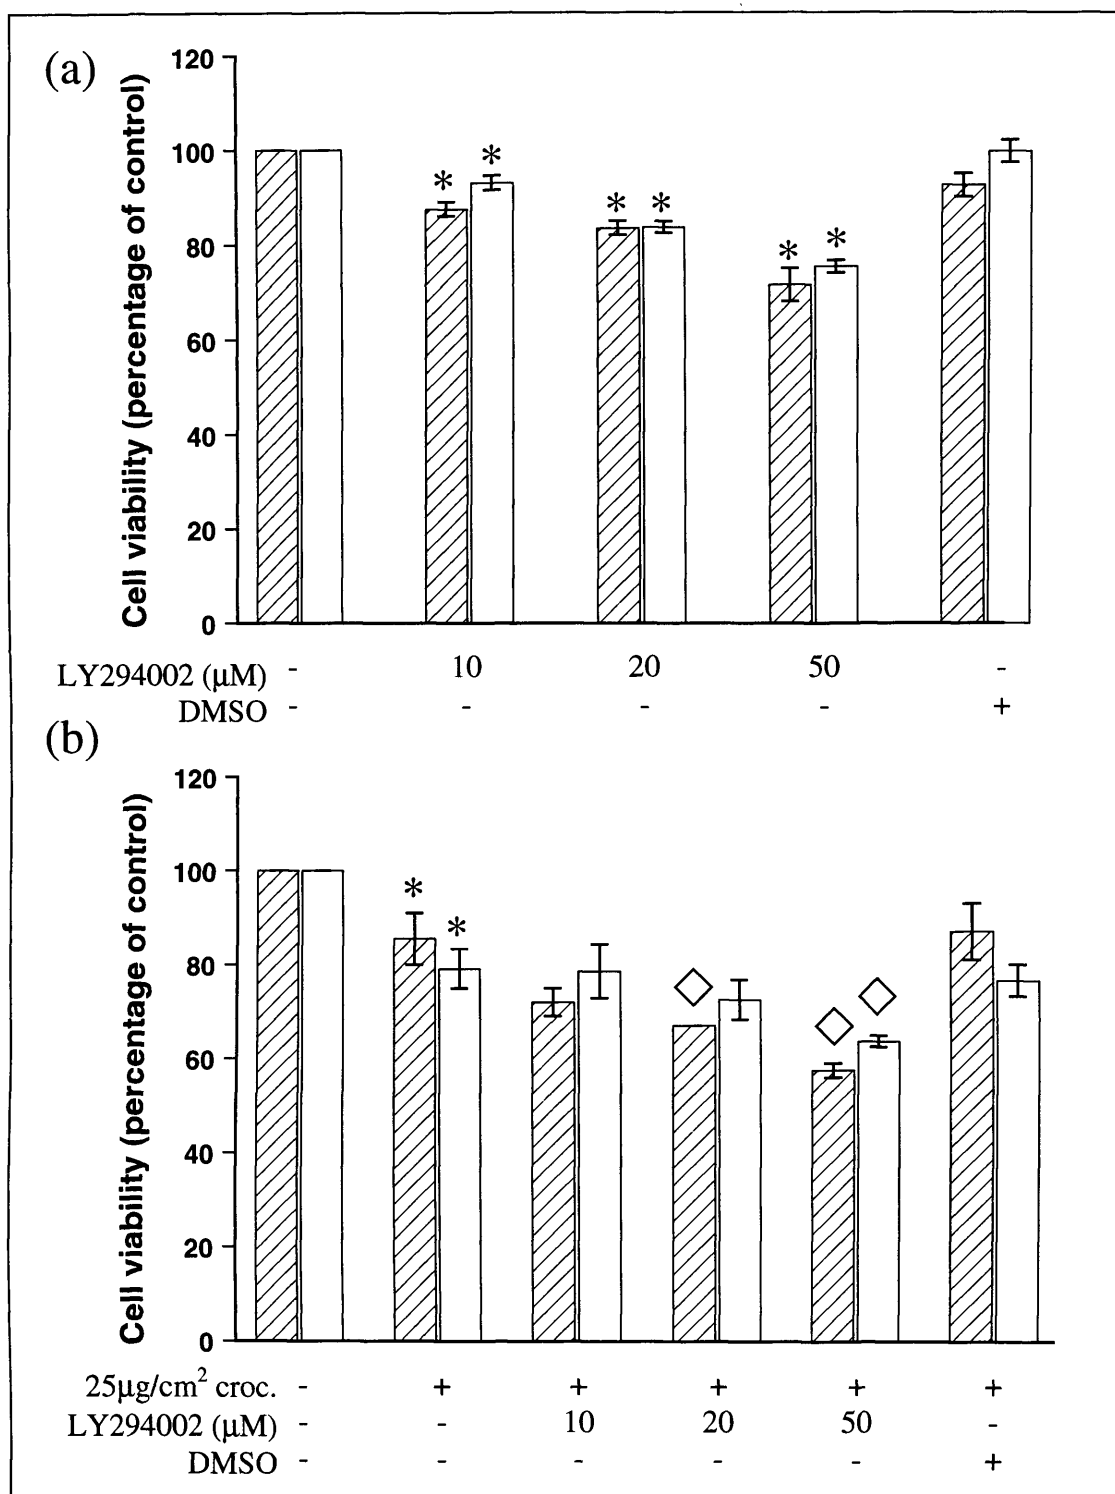 (a)
Cell viability (percentage of control)
120
100
80
60
40
20
0
* * * * * *
LY294002 (µM) - 10 20 50 -
DMSO - - - - +
(b)
Cell viability (percentage of control)
120
100
80
60
40
20
0
* *
25µg/cm² croc. - + + + + +
LY294002 (µM) - - 10 20 50 -
DMSO - - - - - +